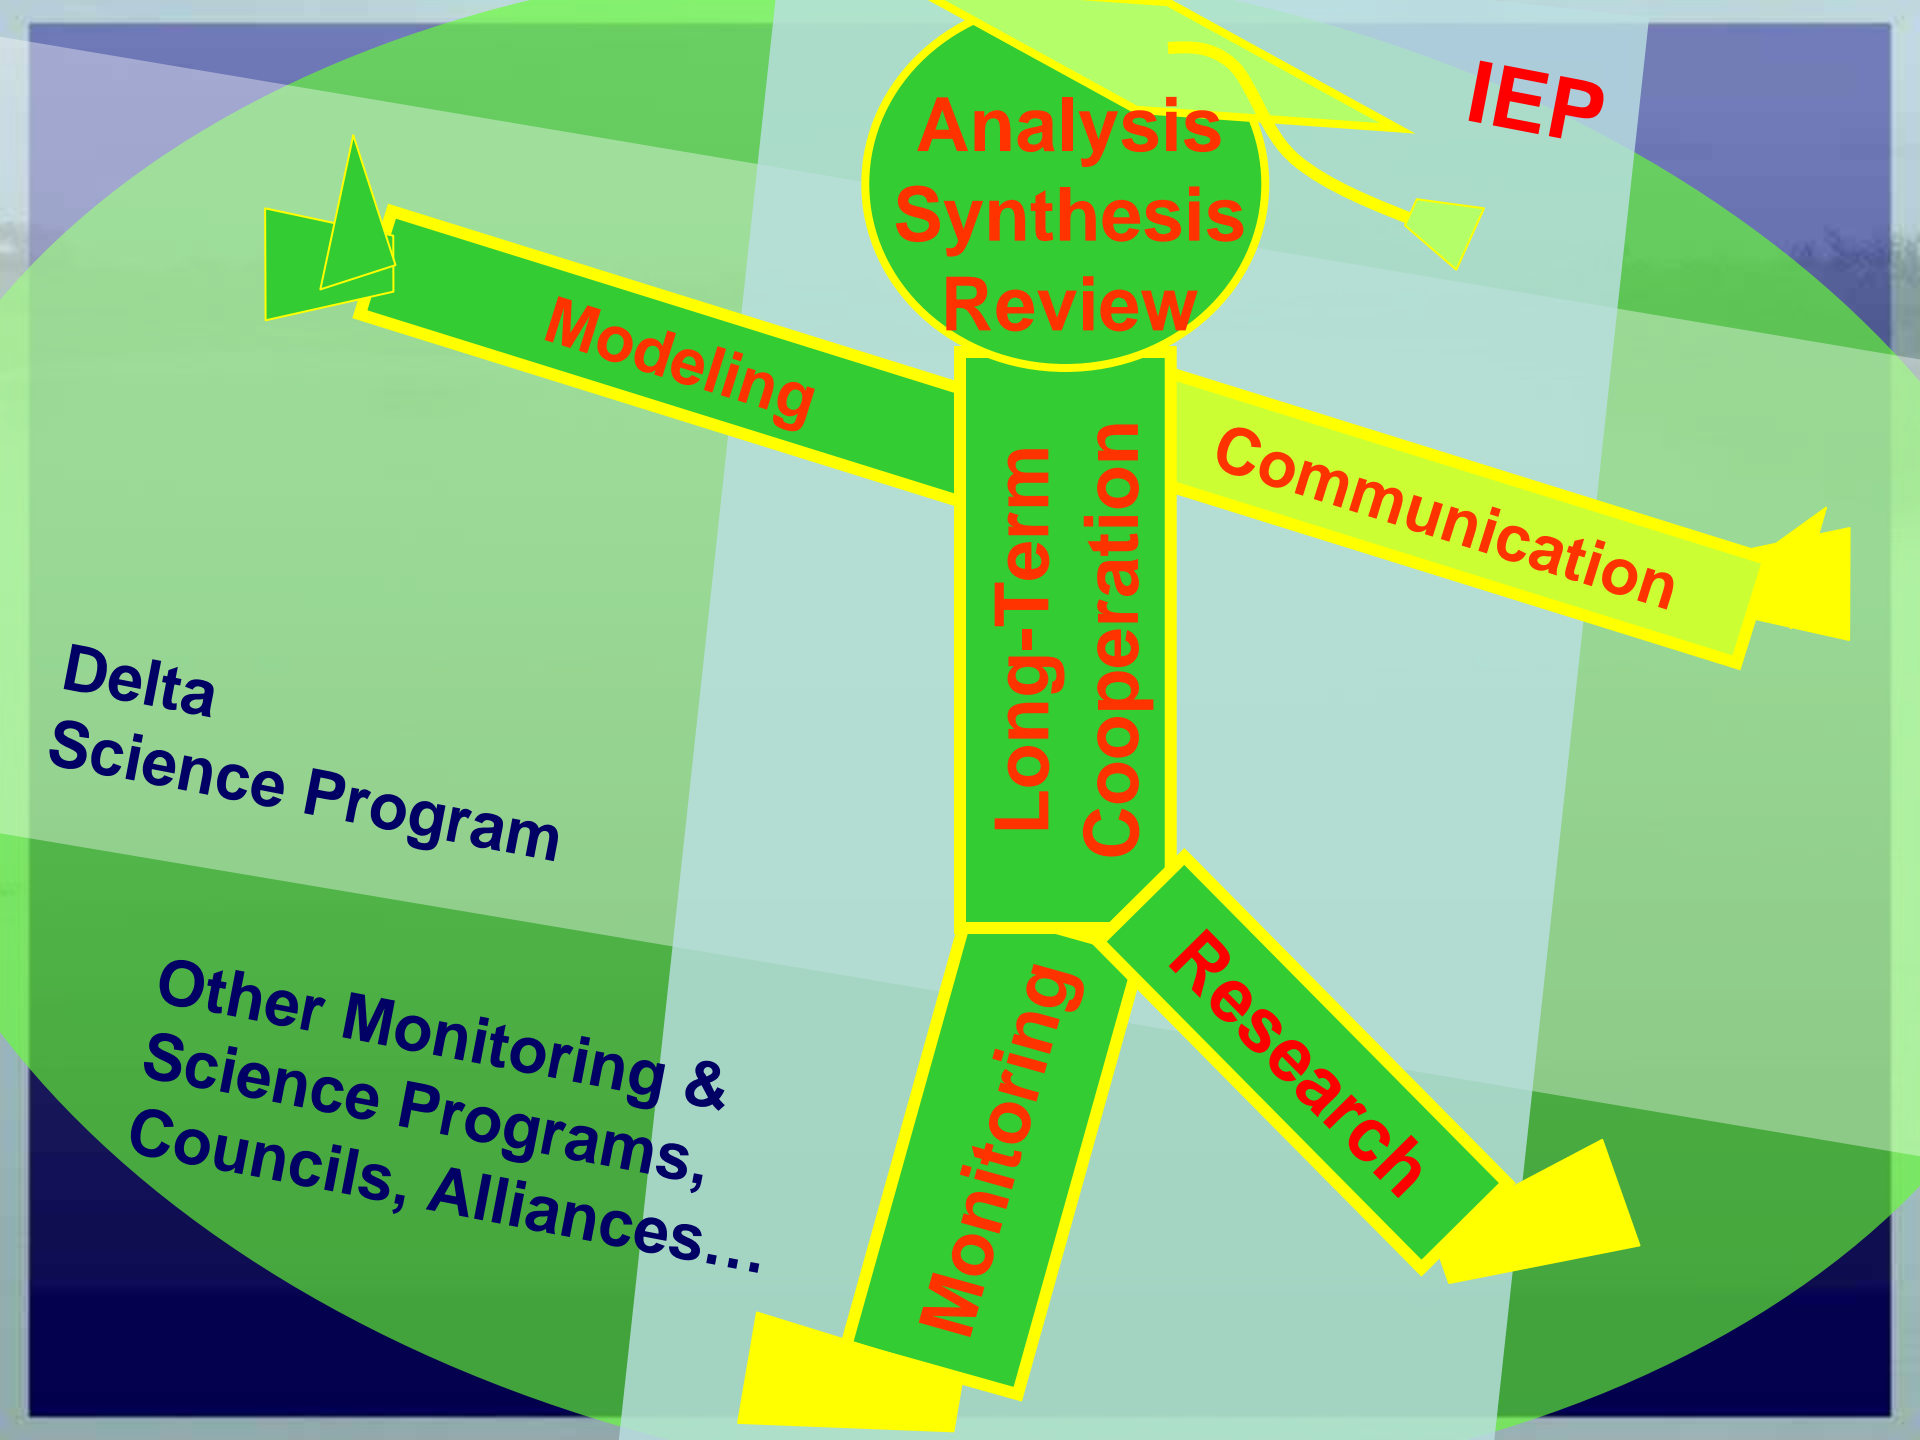 IEP
Analysis
Synthesis
Review
Modeling
Communication
Long-Term
Cooperation
Delta
Science Program
Research
Monitoring
Other Monitoring &
Science Programs,
Councils, Alliances…